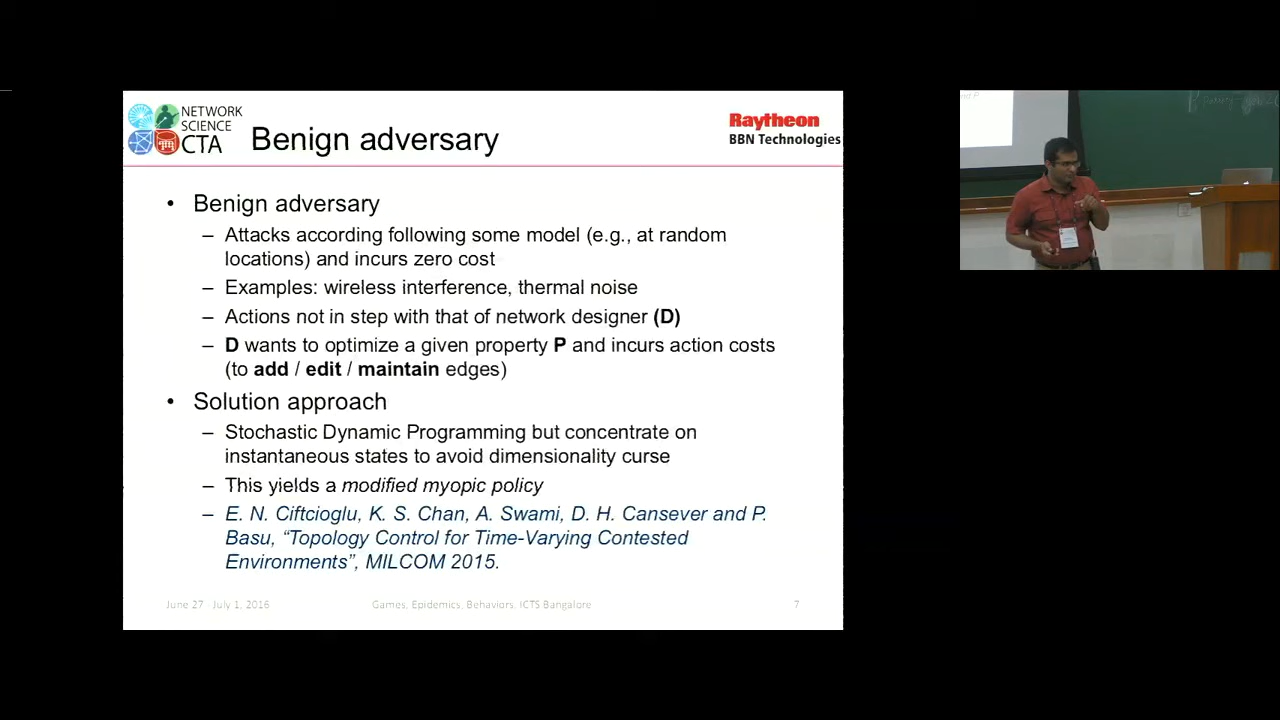 NETWORK
SCIENCE
CTA
Benign adversary
Raytheon
BBN Technologies
• Benign adversary
– Attacks according following some model (e.g., at random
locations) and incurs zero cost
– Examples: wireless interference, thermal noise
– Actions not in step with that of network designer (D)
– D wants to optimize a given property P and incurs action costs
(to add / edit / maintain edges)
• Solution approach
– Stochastic Dynamic Programming but concentrate on
instantaneous states to avoid dimensionality curse
– This yields a modified myopic policy
– E. N. Ciftcioglu, K. S. Chan, A. Swami, D. H. Cansever and P.
Basu, “Topology Control for Time-Varying Contested
Environments”, MILCOM 2015.
June 27 July 1, 2016 Games, Epidemics, Behaviors, ICTS Bangalore 7